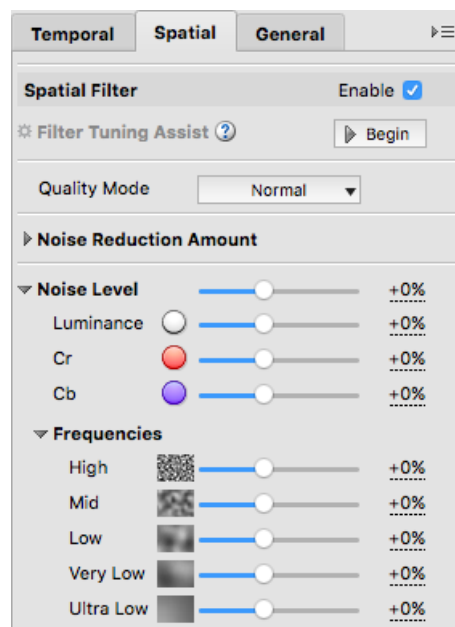 Temporal Spatial General
Spatial Filter Enable
Filter Tuning Assist ? Begin
Quality Mode Normal
Noise Reduction Amount
Noise Level +0%
Luminance +0%
Cr +0%
Cb +0%
Frequencies
High +0%
Mid +0%
Low +0%
Very Low +0%
Ultra Low +0%